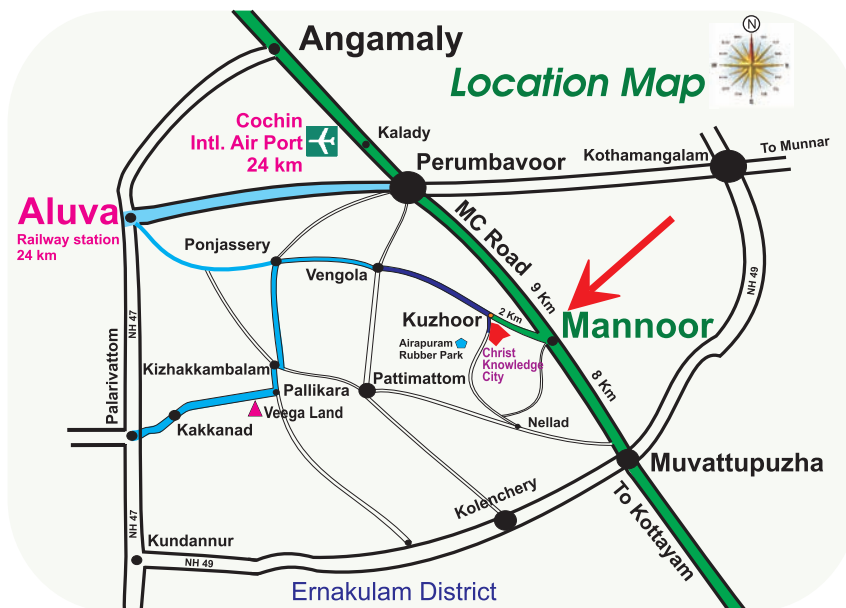 N
Angamaly
Location Map
Cochin
Intl. Air Port
24 km
Kalady
Perumbavoor
Kothamangalam
To Munnar
Aluva
Railway station
24 km
Ponjassery
Vengola
MC Road
9 Km
NH 49
Kuzhoor
2 Km
Mannoor
Airapuram
Rubber Park
Christ
Knowledge
City
NH 47
Palarivattom
Kizhakkambalam
Pallikara
Pattimattom
8 Km
Veega Land
Kakkanad
Nellad
Muvattupuzha
Kolenchery
To Kottayam
NH 47
Kundannur
NH 49
Ernakulam District